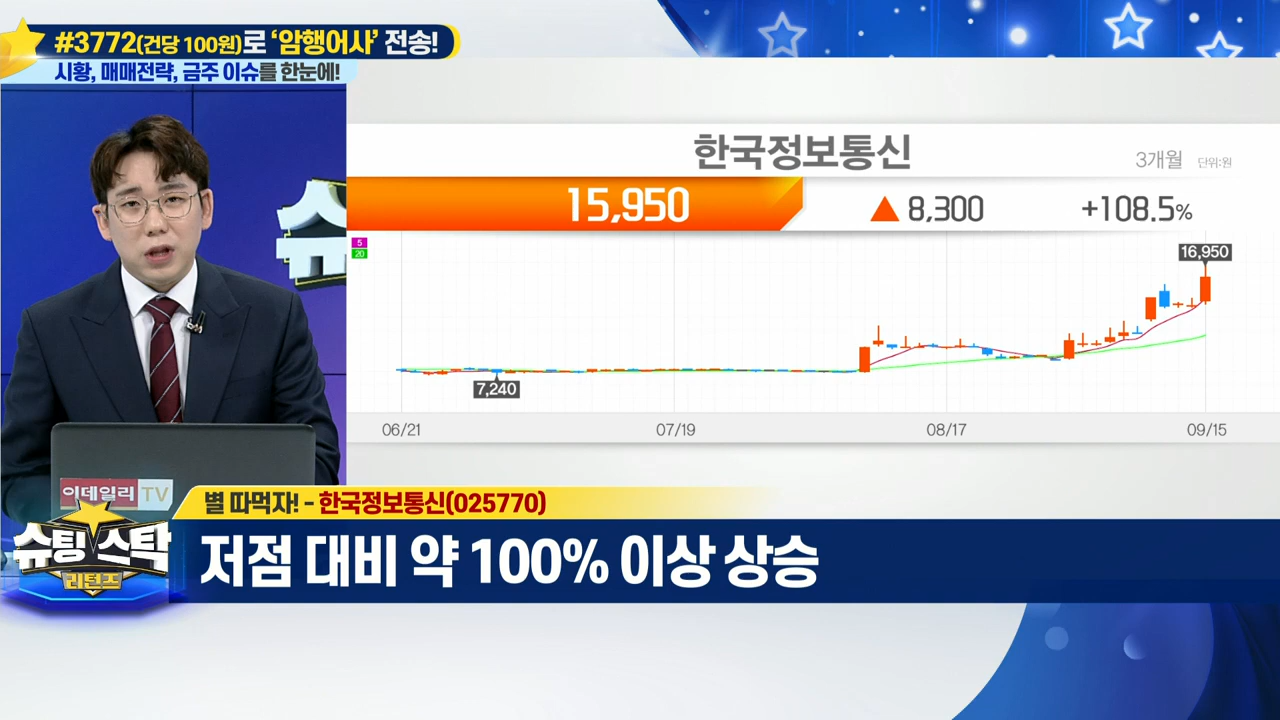 #3772(건당 100원)로 '암행어사' 전송!
시황, 매매전략, 금주 이슈를 한눈에!
슈
한국정보통신
3개월 단위:원
15,950 ▲ 8,300 +108.5%
5
20
16,950
7,240
06/21 07/19 08/17 09/15
이데일리 TV
별 따먹자! - 한국정보통신(025770)
슈팅 스탁
리턴즈
저점 대비 약 100% 이상 상승